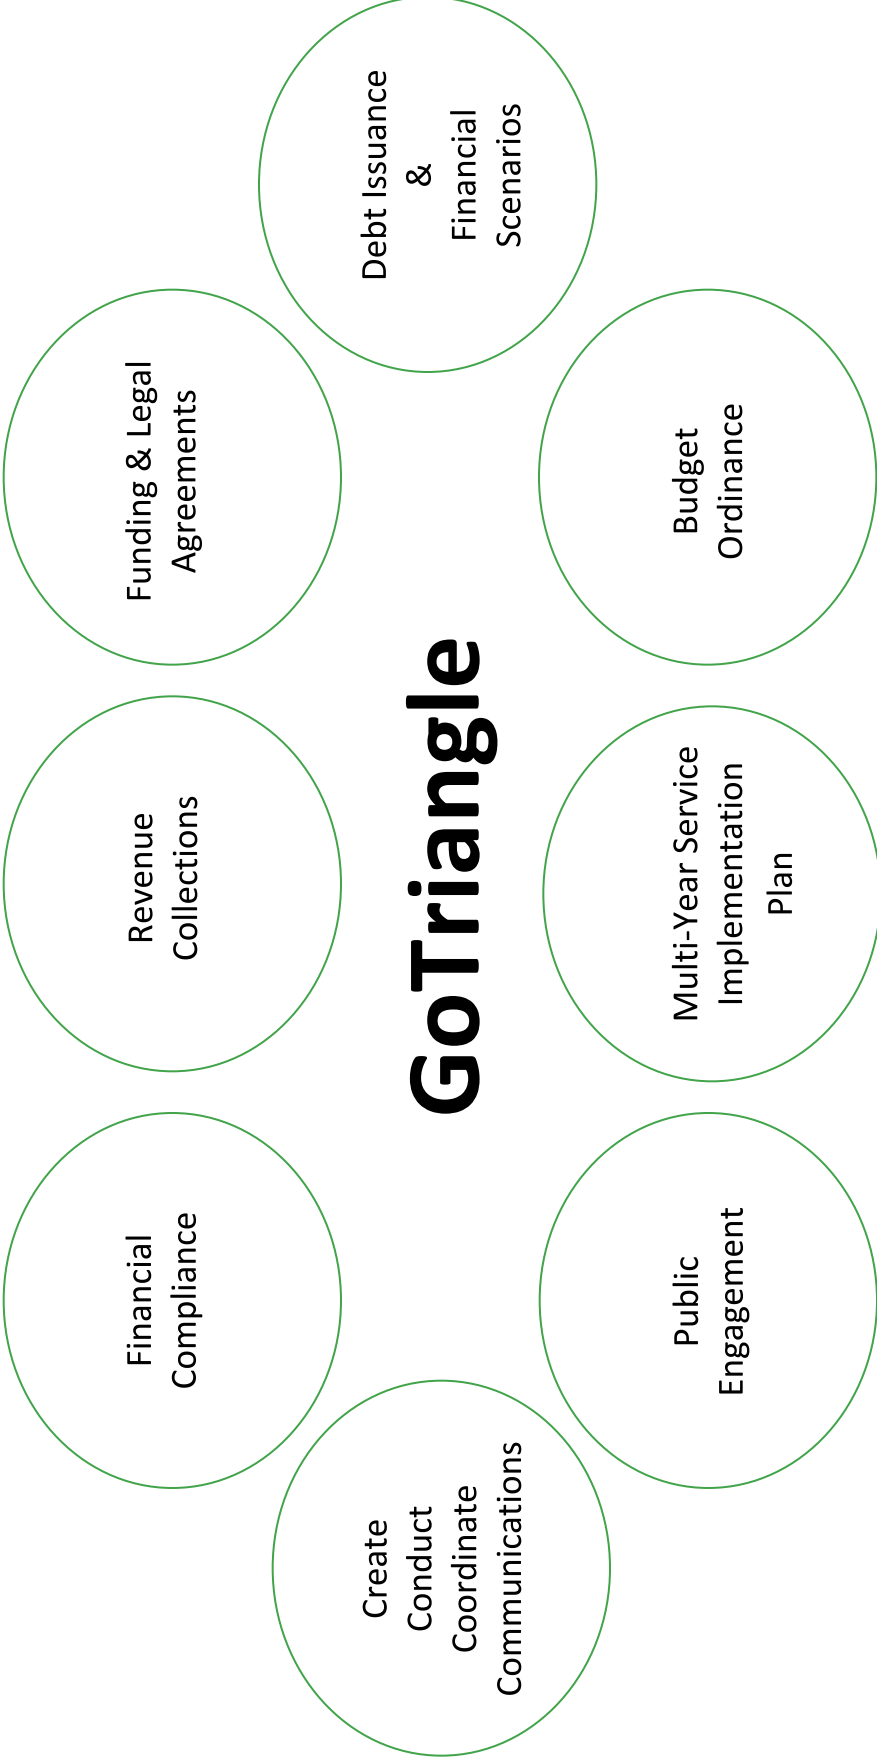 Financial
Compliance
Revenue
Collections
Funding & Legal
Agreements
Create
Conduct
Coordinate
Communications
GoTriangle
Debt Issuance
&
Financial
Scenarios
Public
Engagement
Multi-Year Service
Implementation
Plan
Budget
Ordinance